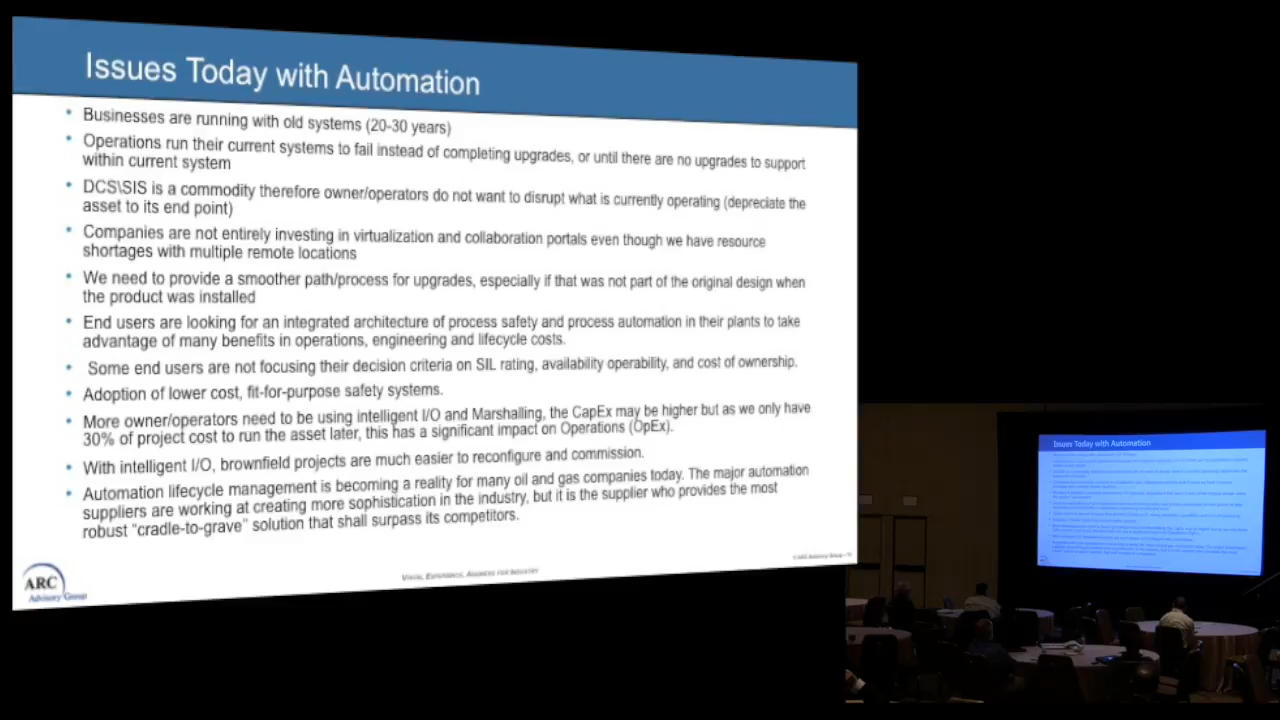 Issues Today with Automation
• Businesses are running with old systems (20-30 years)
• Operations run their current systems to fail instead of completing upgrades, or until there are no upgrades to support
within current system
• DCS\SIS is a commodity therefore owner/operators do not want to disrupt what is currently operating (depreciate the
asset to its end point)
• Companies are not entirely investing in virtualization and collaboration portals even though we have resource
shortages with multiple remote locations
• We need to provide a smoother path/process for upgrades, especially if that was not part of the original design when
the product was installed
• End users are looking for an integrated architecture of process safety and process automation in their plants to take
advantage of many benefits in operations, engineering and lifecycle costs.
• Some end users are not focusing their decision criteria on SIL rating, availability operability, and cost of ownership.
• Adoption of lower cost, fit-for-purpose safety systems.
• More owner/operators need to be using intelligent I/O and Marshalling, the CapEx may be higher but as we only have
30% of project cost to run the asset later, this has a significant impact on Operations (OpEx).
• With intelligent I/O, brownfield projects are much easier to reconfigure and commission.
• Automation lifecycle management is becoming a reality for many oil and gas companies today. The major automation
suppliers are working at creating more sophistication in the industry, but it is the supplier who provides the most
robust “cradle-to-grave” solution that shall surpass its competitors.
ARC
Advisory Group
VISION, EXPERIENCE, ANSWERS FOR INDUSTRY
© ARC Advisory Group •
Issues Today with Automation